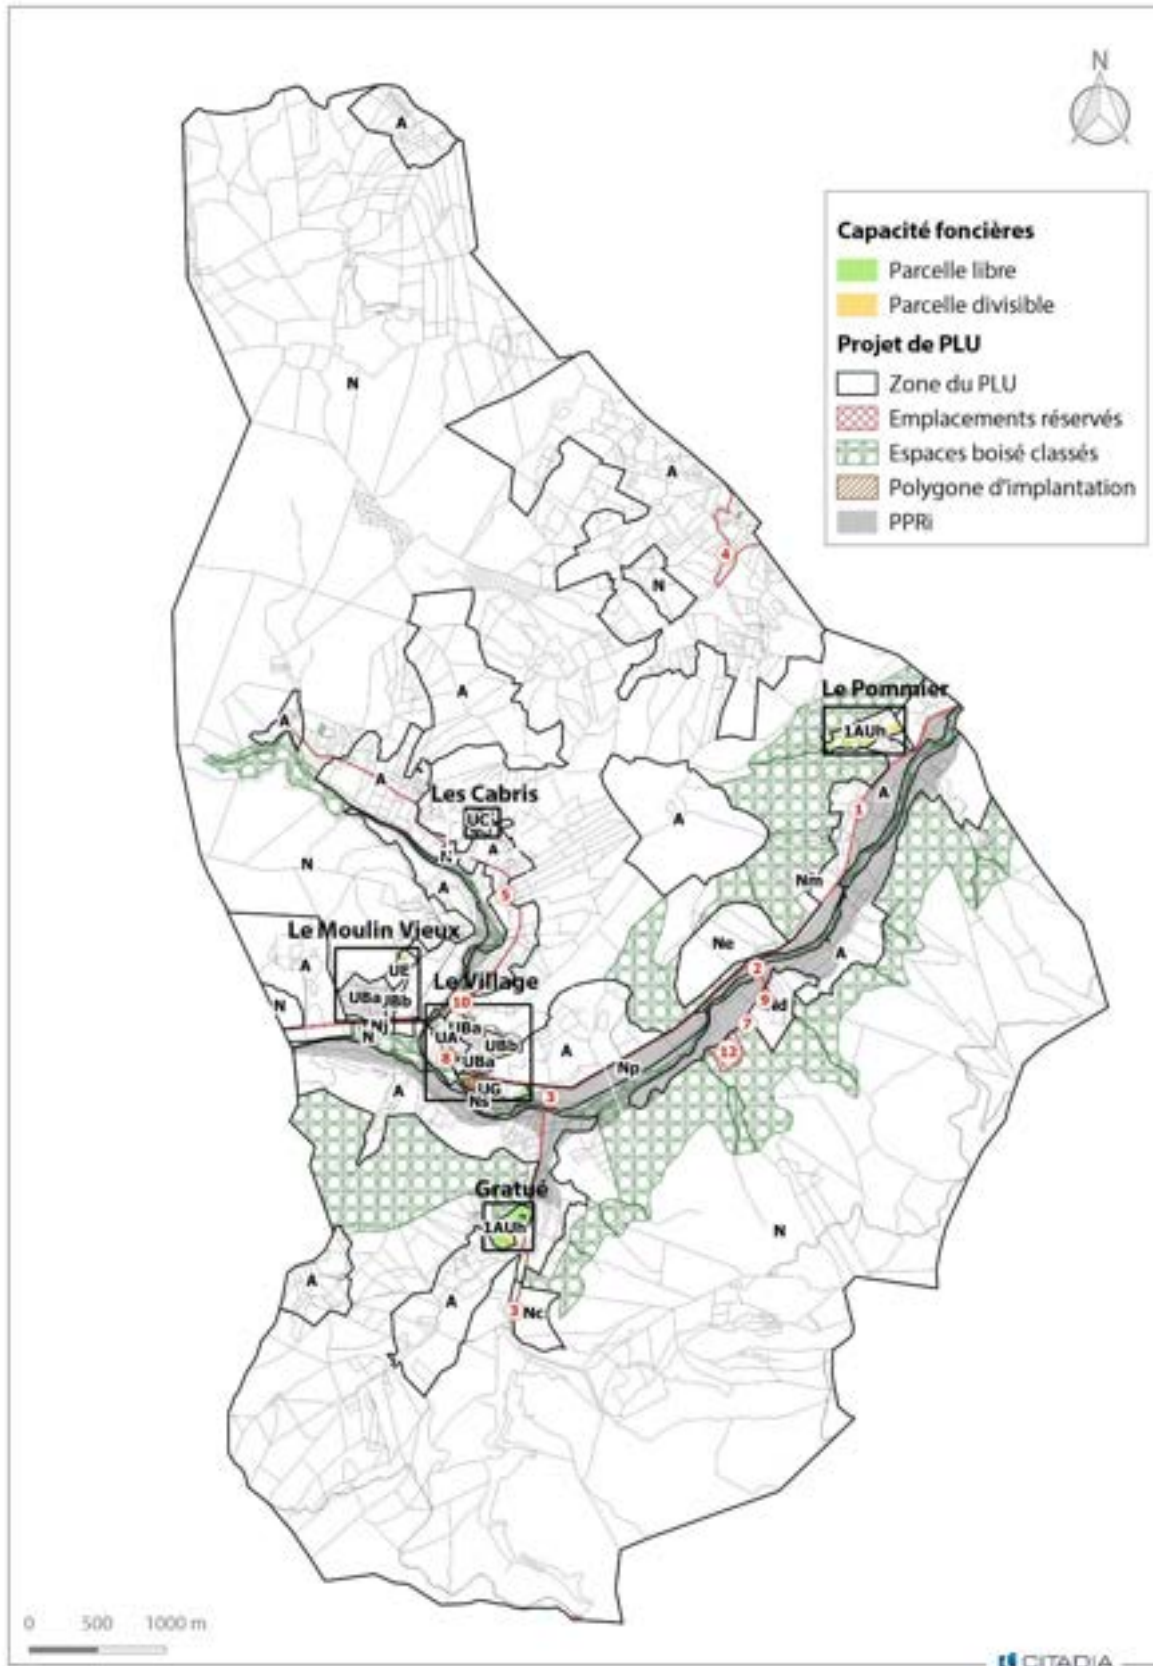 N
Capacité foncières
Parcelle libre
Parcelle divisible
Projet de PLU
Zone du PLU
Emplacements réservés
Espaces boisé classés
Polygone d'implantation
PPRi
A
N
A
4
N
A
Le Pommier
1AUh
A
A
Les Cabris
UC
A
A
1
A
N
N
A
5
Nm
Le Moulin Vieux
Ne
A
A
UE
Le Village
2
UBa
UBb
10
9
N
Nj
N
UBa
UA
UBb
7
8
UBa
A
12
Np
A
UG
Ns
3
Gratué
1AUh
N
A
A
3
Nc
0 500 1000 m
CITADIA